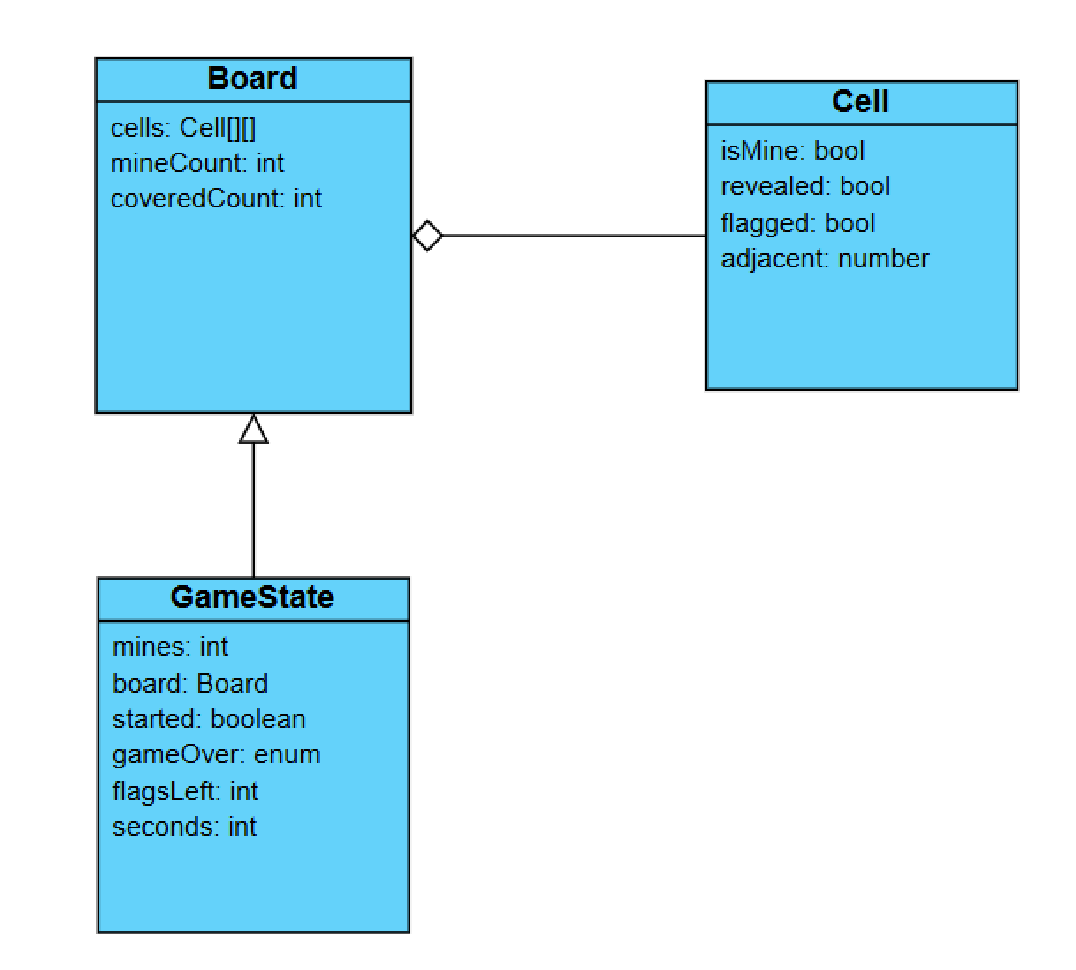 Board
cells: Cell[][]
mineCount: int
coveredCount: int
Cell
isMine: bool
revealed: bool
flagged: bool
adjacent: number
GameState
mines: int
board: Board
started: boolean
gameOver: enum
flagsLeft: int
seconds: int